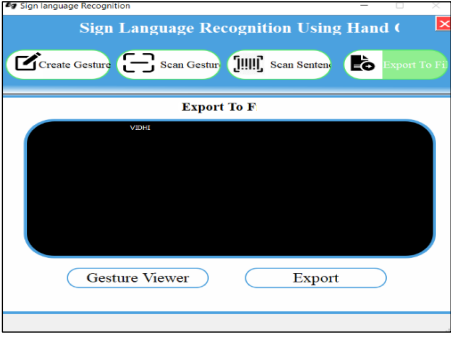 Sign language Recognition
Sign Language Recognition Using Hand (
Create Gesture
Scan Gestur
Scan Senten
Export To Fi
Export To F
VIDHI
Gesture Viewer
Export